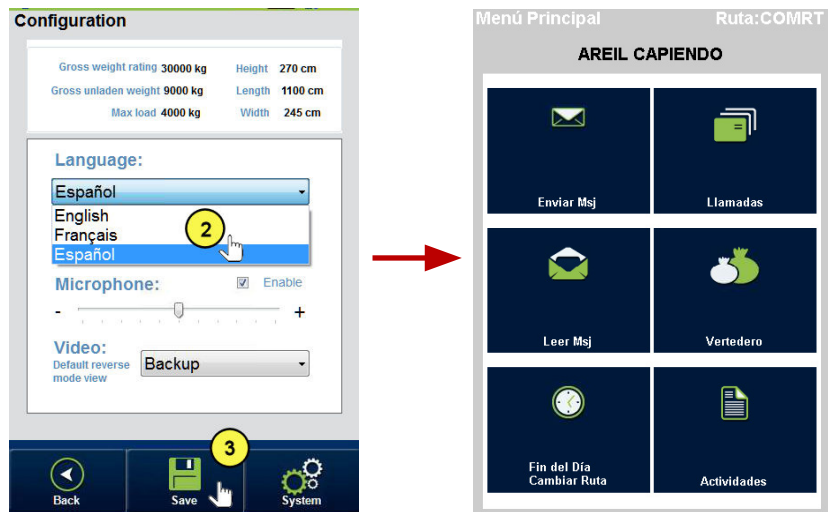 Configuration
Gross weight rating 30000 kg Height 270 cm
Gross unladen weight 9000 kg Length 1100 cm
Max load 4000 kg Width 245 cm
Language:
Español
English
Français
Español
2
Microphone:
Enable
- +
Video:
Default reverse
mode view
Backup
3
Back
Save
System
Menú Principal Ruta:COMRT
AREIL CAPIENDO
Enviar Msj
Llamadas
Leer Msj
Vertedero
Fin del Día
Cambiar Ruta
Actividades